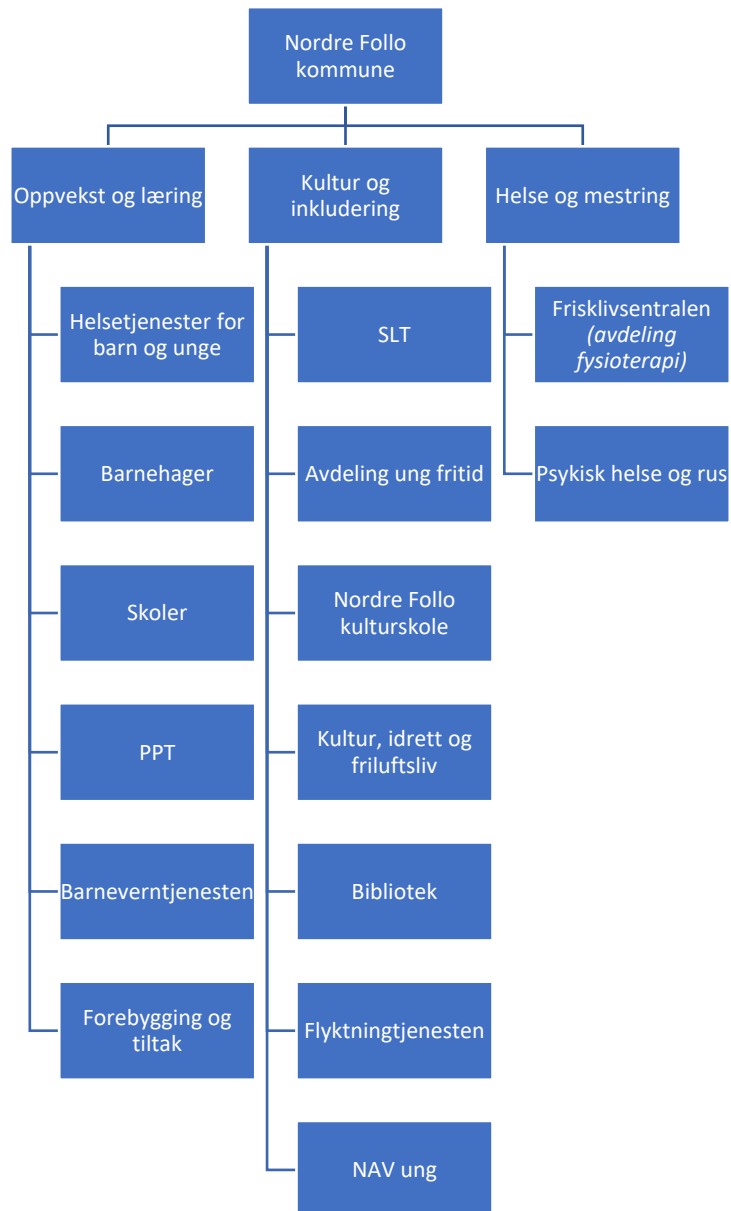 Nordre Follo
kommune
Oppvekst og læring
Kultur og
inkludering
Helse og mestring
Helsetjenester for
barn og unge
Barnehager
Skoler
PPT
Barneverntjenesten
Forebygging og
tiltak
SLT
Avdeling ung fritid
Nordre Follo
kulturskole
Kultur, idrett og
friluftsliv
Bibliotek
Flyktningtjenesten
NAV ung
Frisklivsentralen
(avdeling
fysioterapi)
Psykisk helse og rus